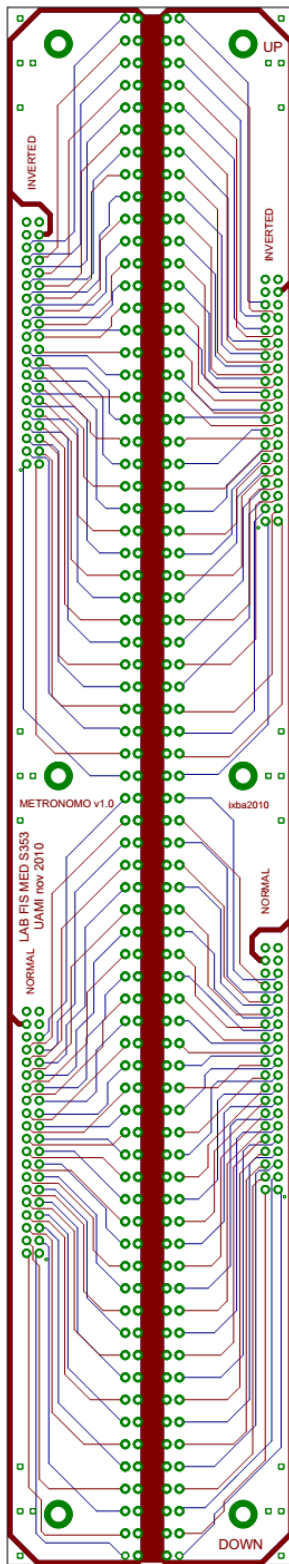 UP
INVERTED
INVERTED
METRONOMO v1.0
ixba2010
LAB FIS MED S353
UAMI nov 2010
NORMAL
NORMAL
DOWN